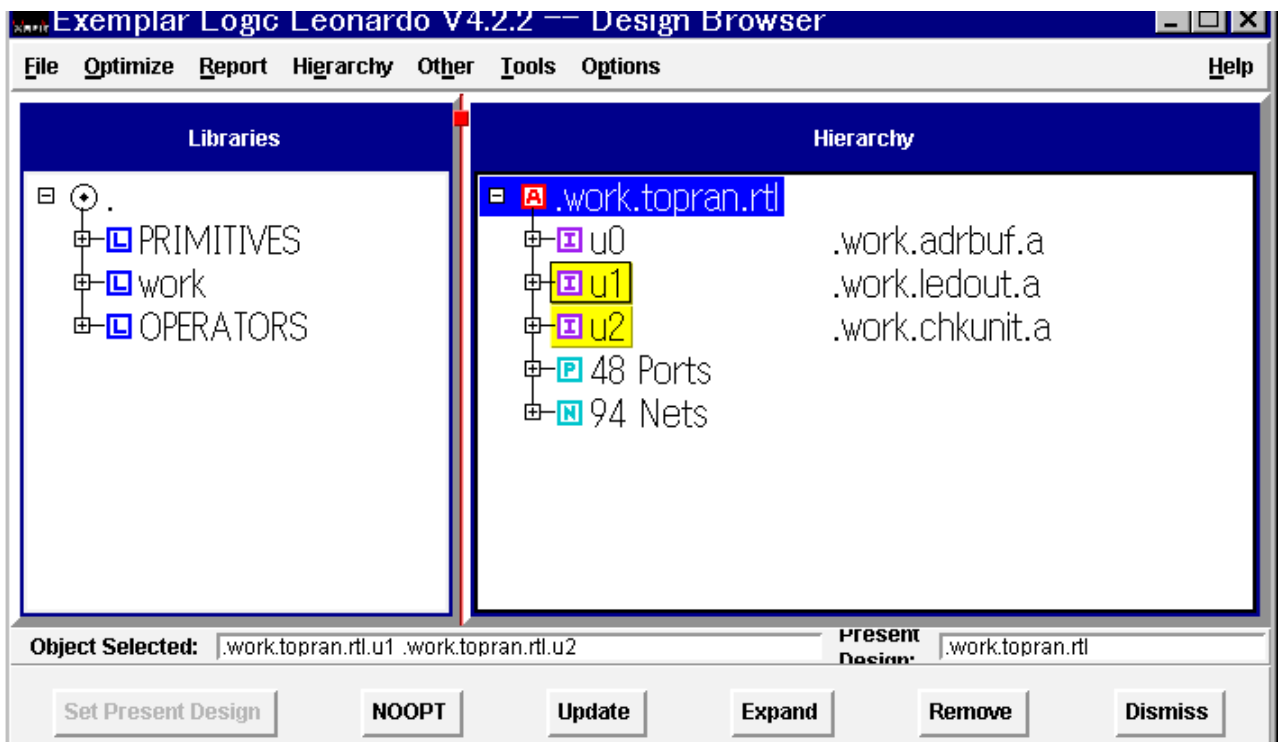 Exemplar Logic Leonardo V4.2.2 -- Design Browser
File Optimize Report Hierarchy Other Tools Options Help
Libraries
Hierarchy
.
L PRIMITIVES
L work
L OPERATORS
A .work.topran.rtl
I u0 .work.adrbuf.a
I u1 .work.ledout.a
I u2 .work.chkunit.a
P 48 Ports
N 94 Nets
Object Selected: .work.topran.rtl.u1 .work.topran.rtl.u2
Present Design: .work.topran.rtl
Set Present Design NOOPT Update Expand Remove Dismiss